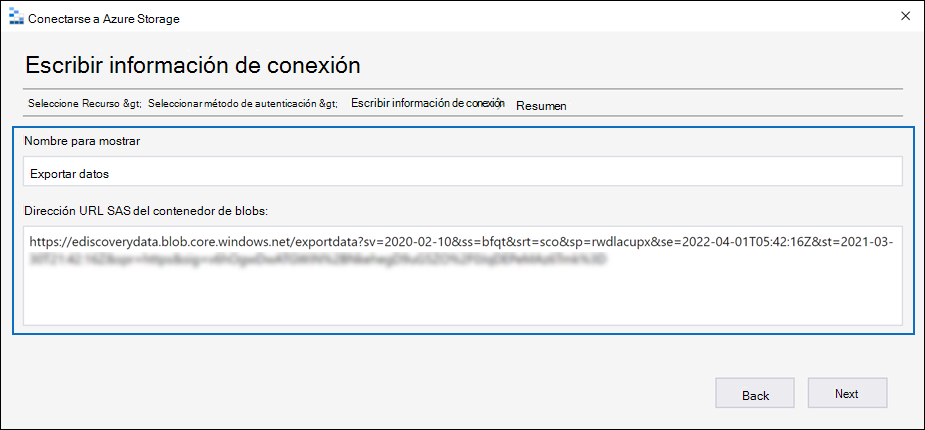 Conectarse a Azure Storage
Escribir información de conexión
Seleccione Recurso &gt; Seleccionar método de autenticación &gt; Escribir información de conexión Resumen
Nombre para mostrar
Exportar datos
Dirección URL SAS del contenedor de blobs:
https://ediscoverydata.blob.core.windows.net/exportdata?sv=2020-02-10&ss=bfqt&srt=sco&sp=rwdlacupx&se=2022-04-01T05:42:16Z&st=2021-03-
Back Next